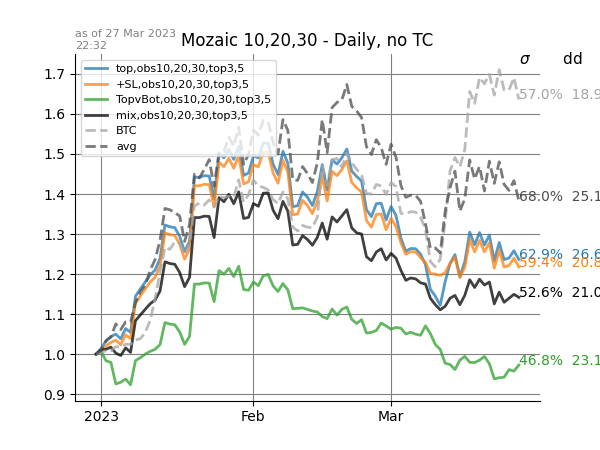 as of 27 Mar 2023
22:32
Mozaic 10,20,30 - Daily, no TC
σ dd
top,obs10,20,30,top3,5
+SL,obs10,20,30,top3,5
TopvBot,obs10,20,30,top3,5
mix,obs10,20,30,top3,5
BTC
avg
1.7
1.6
1.5
1.4
1.3
1.2
1.1
1.0
0.9
57.0% 18.9
68.0% 25.1
62.9% 26.6
59.4% 20.8
52.6% 21.0
46.8% 23.1
2023 Feb Mar